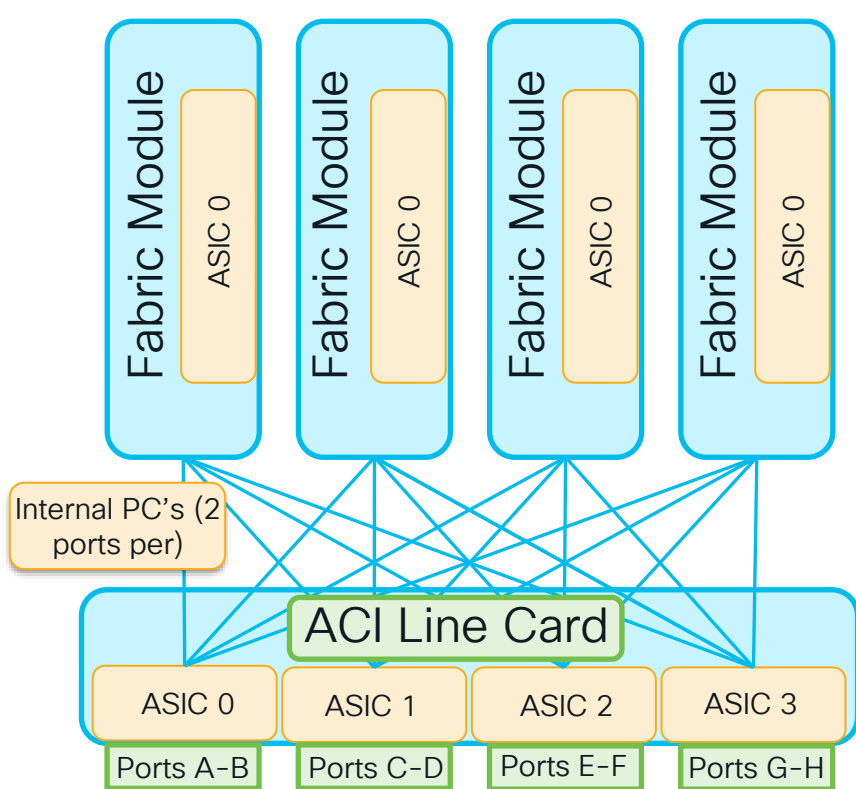 Fabric Module
ASIC 0
Fabric Module
ASIC 0
Fabric Module
ASIC 0
Fabric Module
ASIC 0
Internal PC's (2
ports per)
ACI Line Card
ASIC 0
ASIC 1
ASIC 2
ASIC 3
Ports A-B
Ports C-D
Ports E-F
Ports G-H